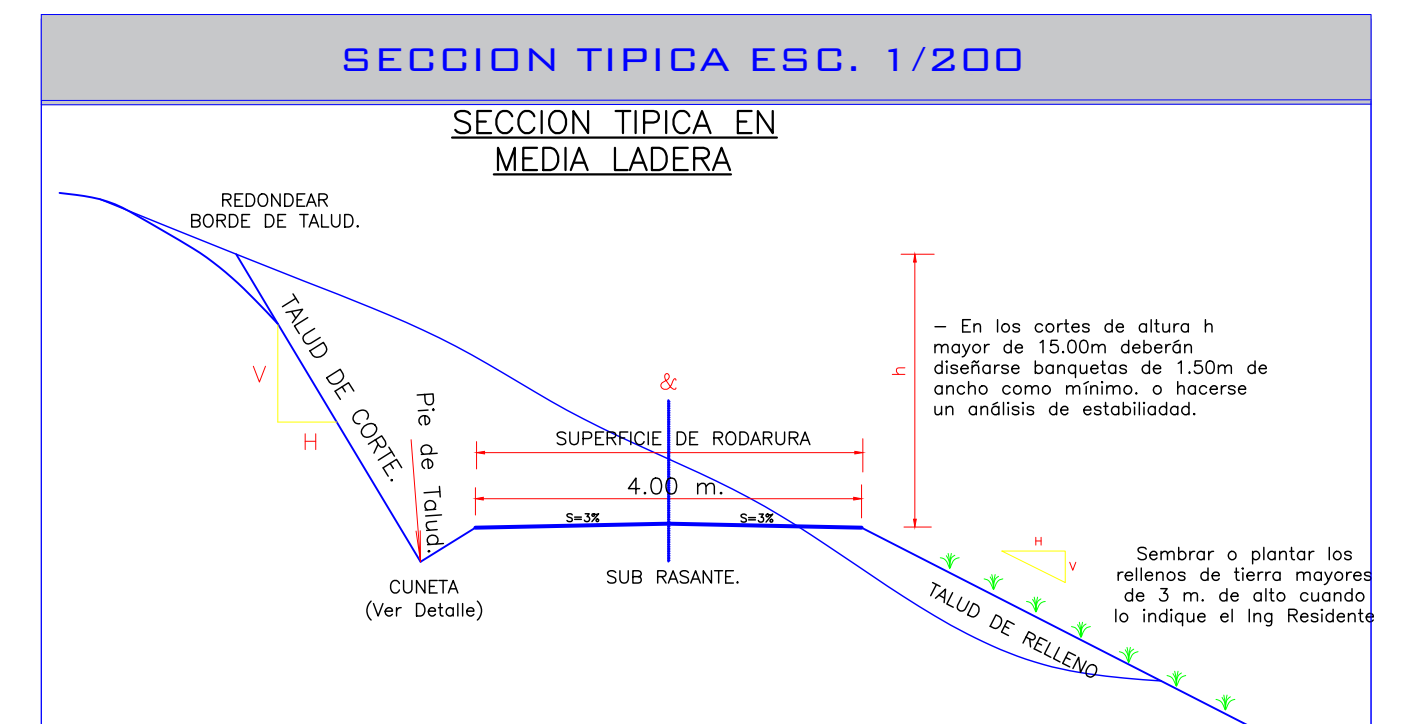 SECCION TIPICA ESC. 1/200
SECCION TIPICA EN
MEDIA LADERA
REDONDEAR
BORDE DE TALUD.
TALUD DE CORTE.
V
H
Pie de Talud.
&
SUPERFICIE DE RODARURA
4.00 m.
S=3%
S=3%
h
– En los cortes de altura h
mayor de 15.00m deberán
diseñarse banquetas de 1.50m de
ancho como mínimo. o hacerse
un análisis de estabiliadad.
CUNETA
(Ver Detalle)
SUB RASANTE.
H
V
TALUD DE RELLENO
Sembrar o plantar los
rellenos de tierra mayores
de 3 m. de alto cuando
lo indique el Ing Residente